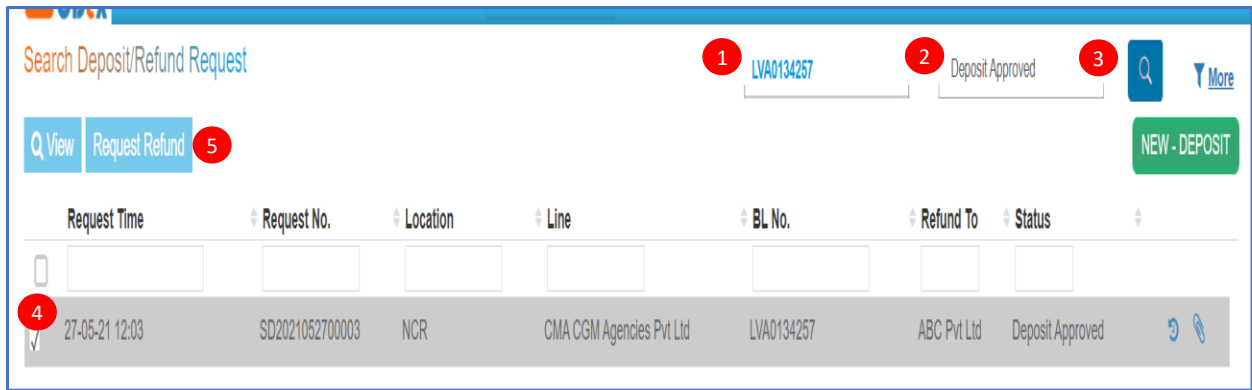 Search Deposit/Refund Request
1 LVA0134257 2 Deposit Approved 3 More
View Request Refund 5 NEW - DEPOSIT
Request Time Request No. Location Line BL No. Refund To Status
4 27-05-21 12:03 SD2021052700003 NCR CMA CGM Agencies Pvt Ltd LVA0134257 ABC Pvt Ltd Deposit Approved